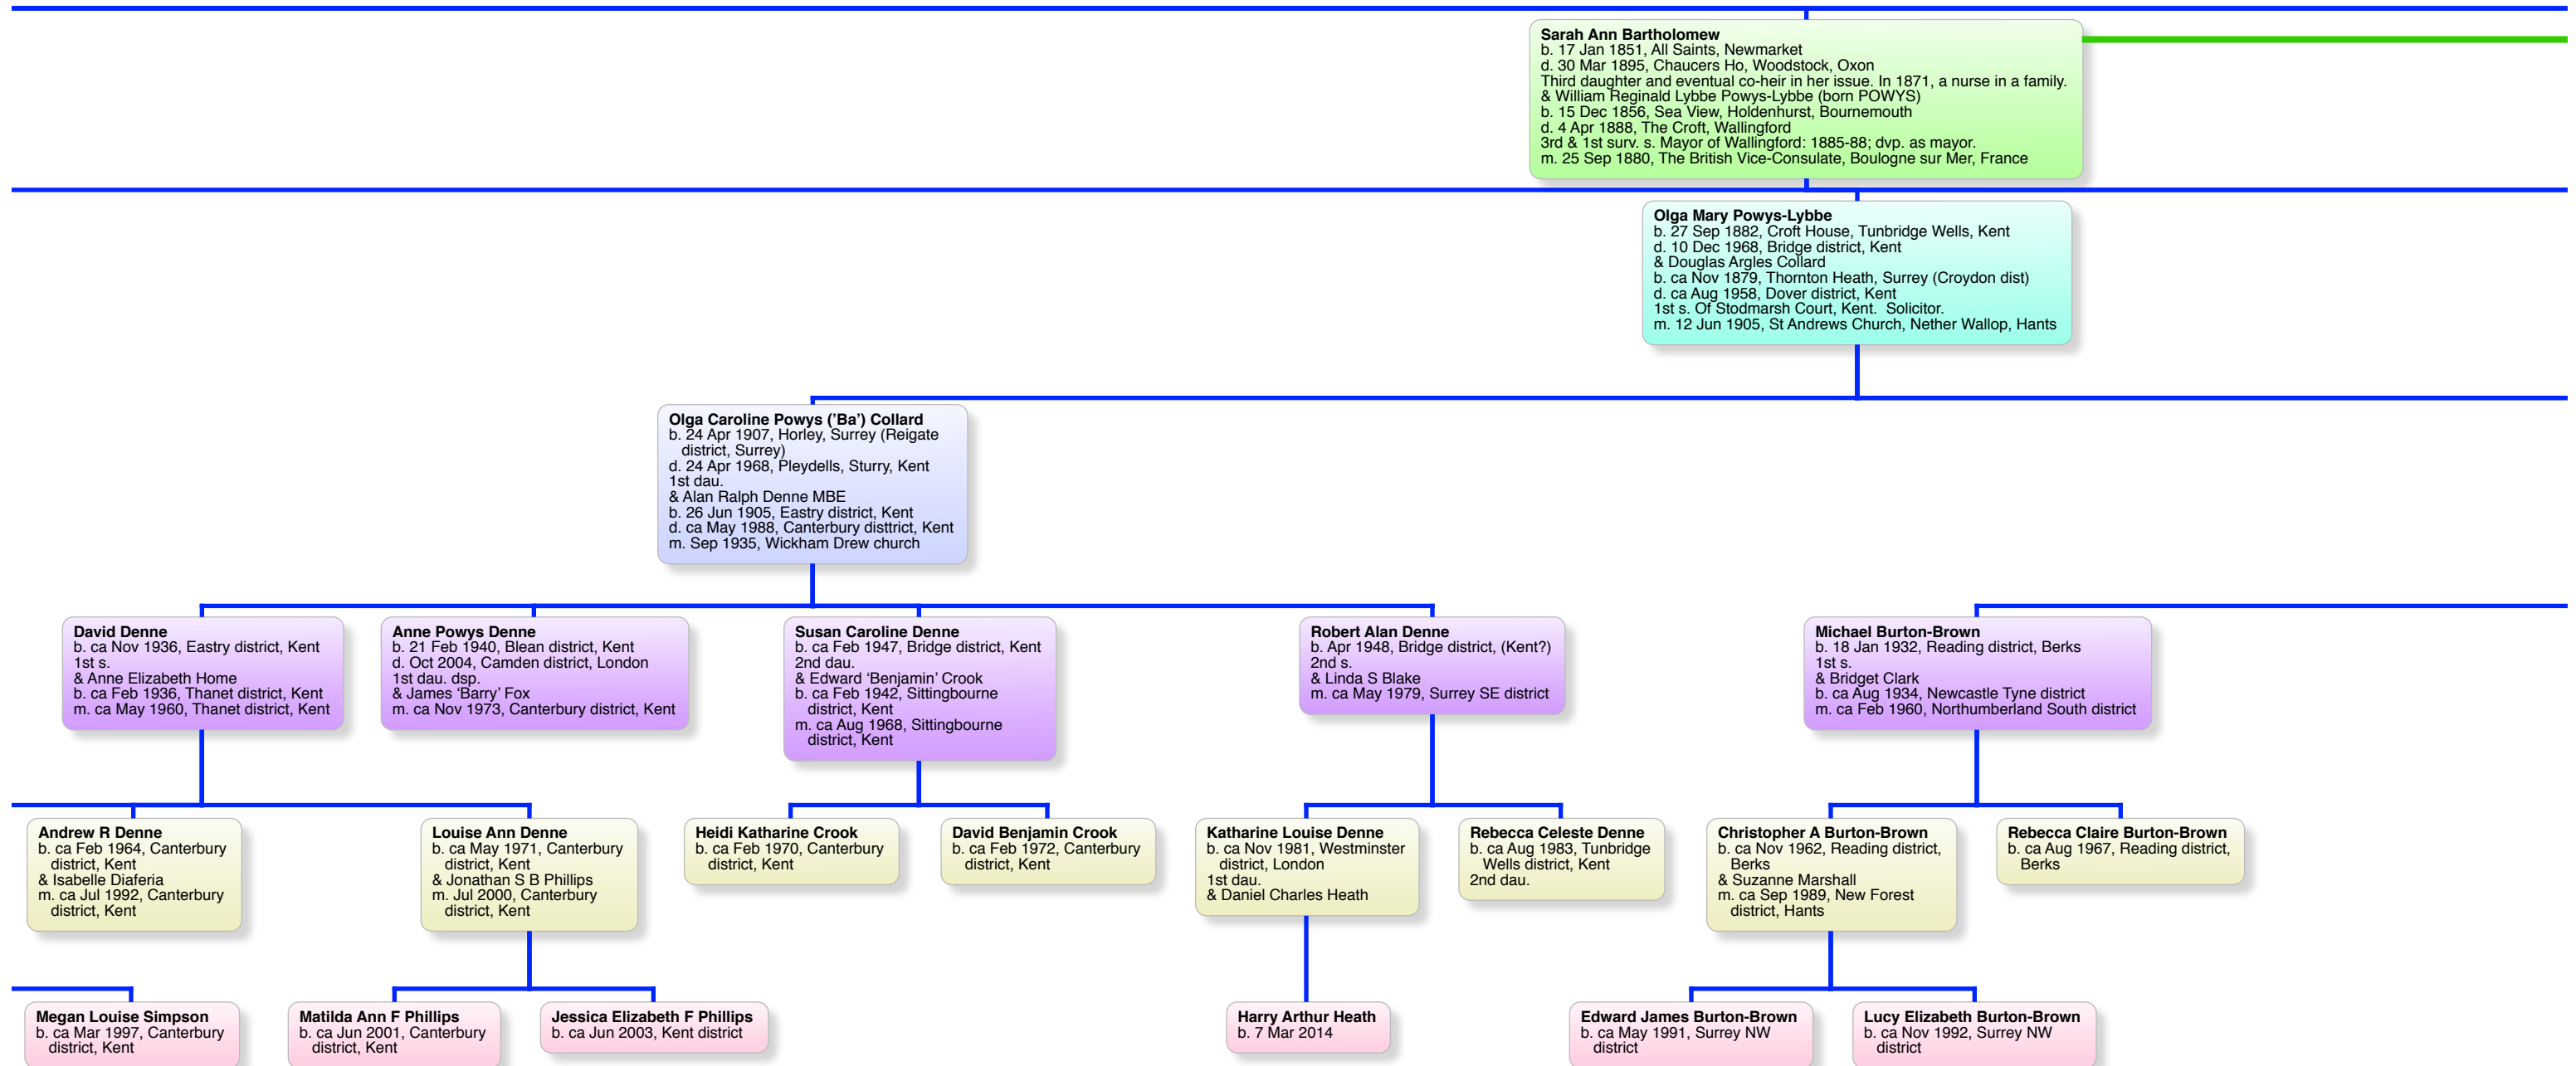 Sarah Ann Bartholomew
b. 17 Jan 1851, All Saints, Newmarket
d. 30 Mar 1895, Chaucers Ho, Woodstock, Oxon
Third daughter and eventual co-heir in her issue. In 1871, a nurse in a family.
& William Reginald Lybbe Powys-Lybbe (born POWYS)
b. 15 Dec 1856, Sea View, Holdenhurst, Bournemouth
d. 4 Apr 1888, The Croft, Wallingford
3rd & 1st surv. s. Mayor of Wallingford: 1885-88; dvp. as mayor.
m. 25 Sep 1880, The British Vice-Consulate, Boulogne sur Mer, France
Olga Mary Powys-Lybbe
b. 27 Sep 1882, Croft House, Tunbridge Wells, Kent
d. 10 Dec 1968, Bridge district, Kent
& Douglas Argles Collard
b. ca Nov 1879, Thornton Heath, Surrey (Croydon dist)
d. ca Aug 1958, Dover district, Kent
1st s. Of Stodmarsh Court, Kent.  Solicitor.
m. 12 Jun 1905, St Andrews Church, Nether Wallop, Hants
Olga Caroline Powys ('Ba') Collard
b. 24 Apr 1907, Horley, Surrey (Reigate
district, Surrey)
d. 24 Apr 1968, Pleydells, Sturry, Kent
1st dau.
& Alan Ralph Denne MBE
b. 26 Jun 1905, Eastry district, Kent
d. ca May 1988, Canterbury disttrict, Kent
m. Sep 1935, Wickham Drew church
David Denne
b. ca Nov 1936, Eastry district, Kent
1st s.
& Anne Elizabeth Home
b. ca Feb 1936, Thanet district, Kent
m. ca May 1960, Thanet district, Kent
Anne Powys Denne
b. 21 Feb 1940, Blean district, Kent
d. Oct 2004, Camden district, London
1st dau. dsp.
& James 'Barry' Fox
m. ca Nov 1973, Canterbury district, Kent
Susan Caroline Denne
b. ca Feb 1947, Bridge district, Kent
2nd dau.
& Edward 'Benjamin' Crook
b. ca Feb 1942, Sittingbourne
district, Kent
m. ca Aug 1968, Sittingbourne
district, Kent
Robert Alan Denne
b. Apr 1948, Bridge district, (Kent?)
2nd s.
& Linda S Blake
m. ca May 1979, Surrey SE district
Michael Burton-Brown
b. 18 Jan 1932, Reading district, Berks
1st s.
& Bridget Clark
b. ca Aug 1934, Newcastle Tyne district
m. ca Feb 1960, Northumberland South district
Andrew R Denne
b. ca Feb 1964, Canterbury
district, Kent
& Isabelle Diaferia
m. ca Jul 1992, Canterbury
district, Kent
Louise Ann Denne
b. ca May 1971, Canterbury
district, Kent
& Jonathan S B Phillips
m. Jul 2000, Canterbury
district, Kent
Heidi Katharine Crook
b. ca Feb 1970, Canterbury
district, Kent
David Benjamin Crook
b. ca Feb 1972, Canterbury
district, Kent
Katharine Louise Denne
b. ca Nov 1981, Westminster
district, London
1st dau.
& Daniel Charles Heath
Rebecca Celeste Denne
b. ca Aug 1983, Tunbridge
Wells district, Kent
2nd dau.
Christopher A Burton-Brown
b. ca Nov 1962, Reading district,
Berks
& Suzanne Marshall
m. ca Sep 1989, New Forest
district, Hants
Rebecca Claire Burton-Brown
b. ca Aug 1967, Reading district,
Berks
Megan Louise Simpson
b. ca Mar 1997, Canterbury
district, Kent
Matilda Ann F Phillips
b. ca Jun 2001, Canterbury
district, Kent
Jessica Elizabeth F Phillips
b. ca Jun 2003, Kent district
Harry Arthur Heath
b. 7 Mar 2014
Edward James Burton-Brown
b. ca May 1991, Surrey NW
district
Lucy Elizabeth Burton-Brown
b. ca Nov 1992, Surrey NW
district